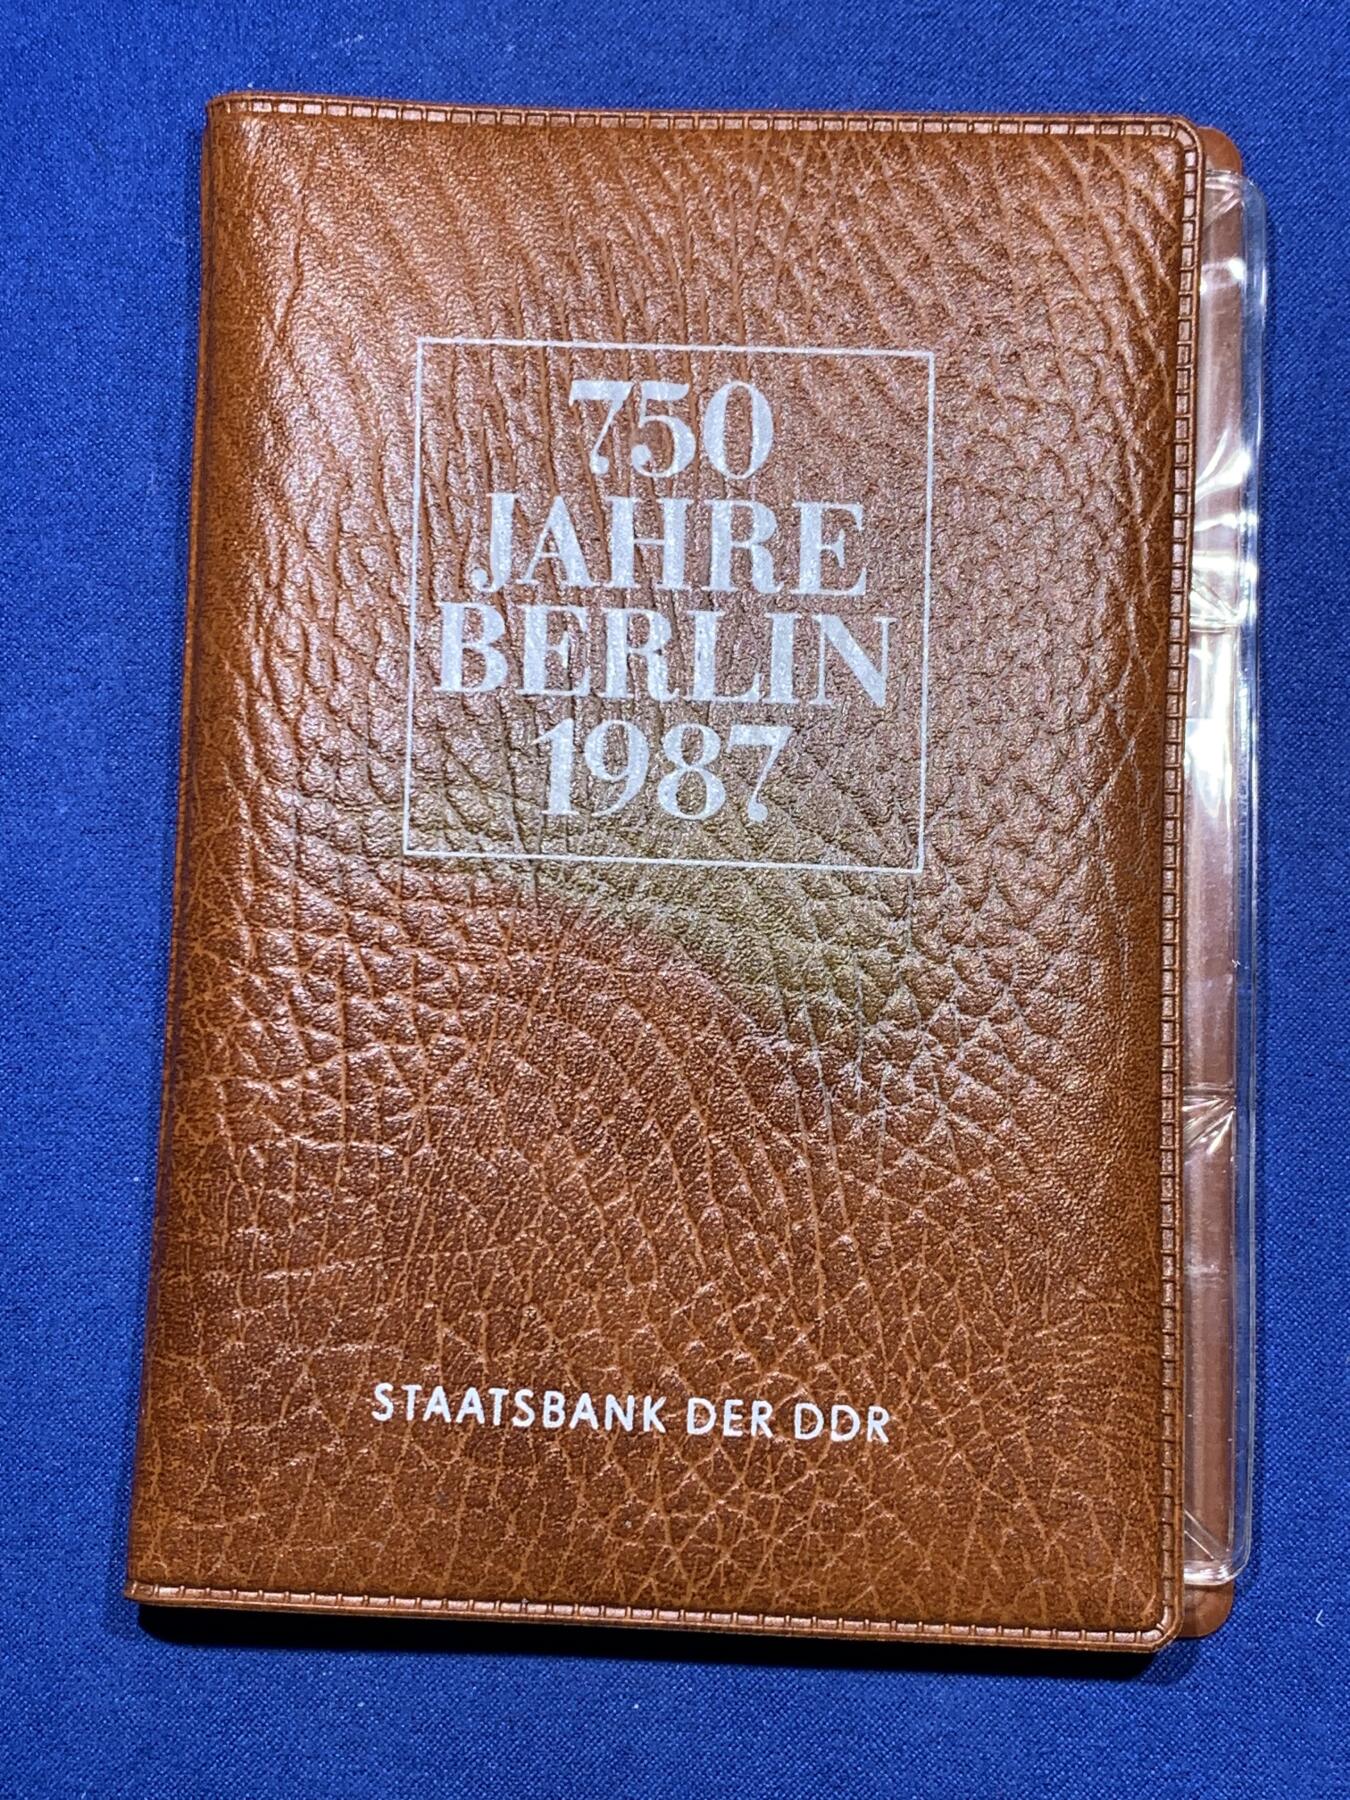 750
JAHRE
BERLIN
1987
STAATSBANK DER DDR